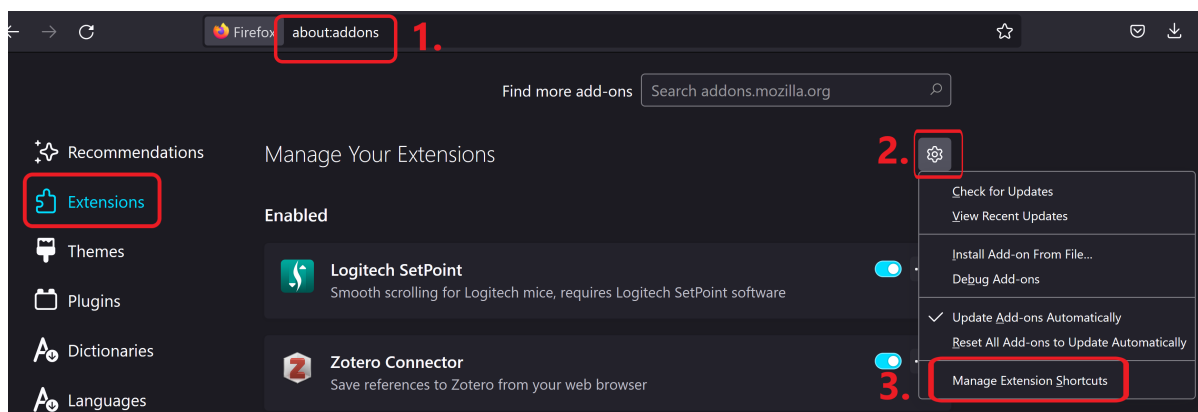 Firefox about:addons 1.
Find more add-ons Search addons.mozilla.org
Recommendations
Extensions
Themes
Plugins
Dictionaries
Languages
Manage Your Extensions 2.
Enabled
Logitech SetPoint
Smooth scrolling for Logitech mice, requires Logitech SetPoint software
Zotero Connector
Save references to Zotero from your web browser
Check for Updates
View Recent Updates
Install Add-on From File...
Debug Add-ons
Update Add-ons Automatically
Reset All Add-ons to Update Automatically
3. Manage Extension Shortcuts